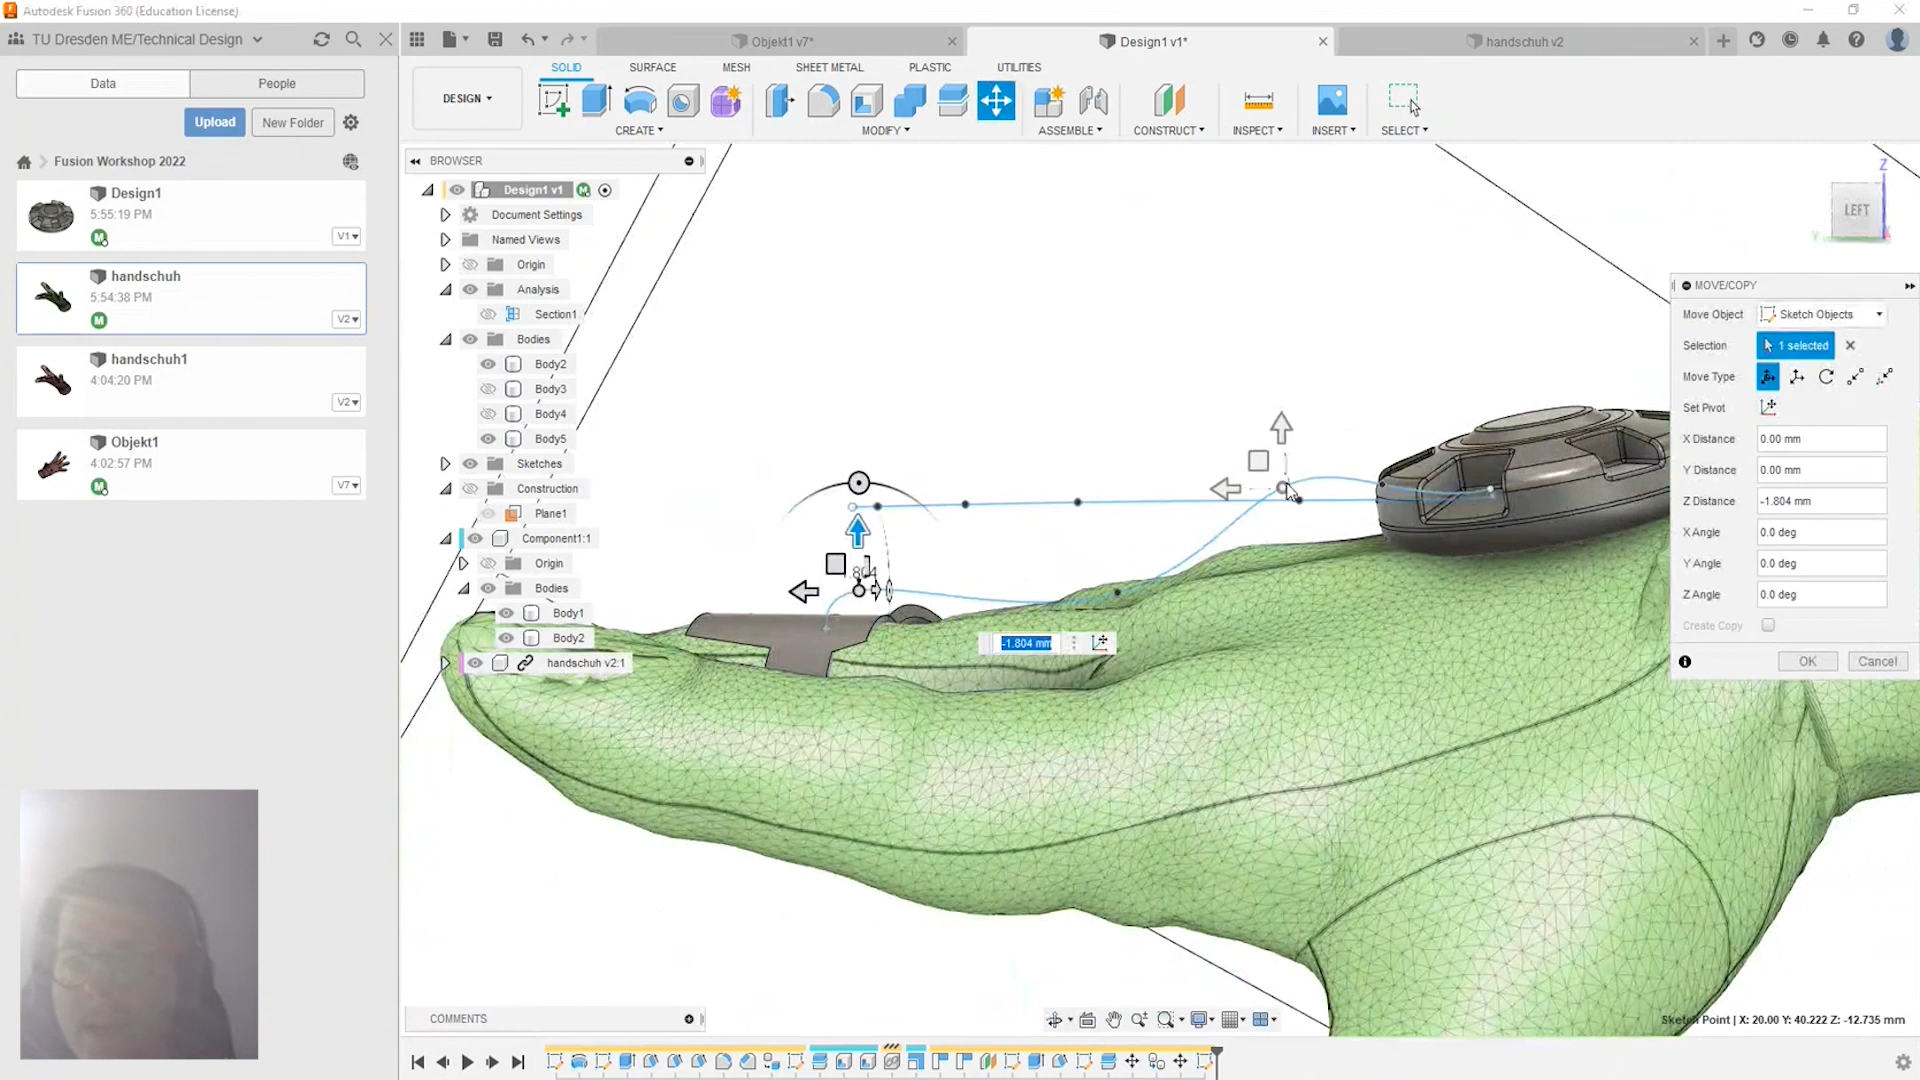 Autodesk Fusion 360 (Education License)
TU Dresden ME/Technical Design
Data
People
Upload
New Folder
Fusion Workshop 2022
Design1
5:55:19 PM
V1
handschuh
5:54:38 PM
V2
handschuh1
4:04:20 PM
V2
Objekt1
4:02:57 PM
V7
Objekt1 v7*
Design1 v1*
handschuh v2
SOLID
SURFACE
MESH
SHEET METAL
PLASTIC
UTILITIES
DESIGN
CREATE
MODIFY
ASSEMBLE
CONSTRUCT
INSPECT
INSERT
SELECT
BROWSER
Design1 v1
Document Settings
Named Views
Origin
Analysis
Section1
Bodies
Body2
Body3
Body4
Body5
Sketches
Construction
Plane1
Component1:1
Origin
Bodies
Body1
Body2
handschuh v2:1
-1.804 mm
LEFT
Z
Y
MOVE/COPY
Move Object
Sketch Objects
Selection
1 selected
Move Type
Set Pivot
X Distance
0.00 mm
Y Distance
0.00 mm
Z Distance
-1.804 mm
X Angle
0.0 deg
Y Angle
0.0 deg
Z Angle
0.0 deg
Create Copy
OK
Cancel
COMMENTS
Sketch Point | X: 20.00 Y: 40.222 Z: -12.735 mm